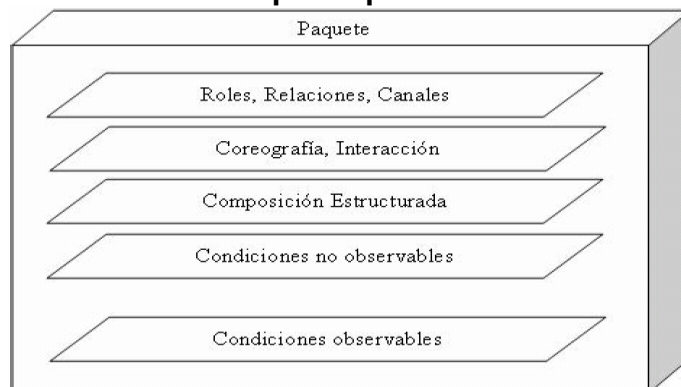 Paquete
Roles, Relaciones, Canales
Coreografía, Interacción
Composición Estructurada
Condiciones no observables
Condiciones observables